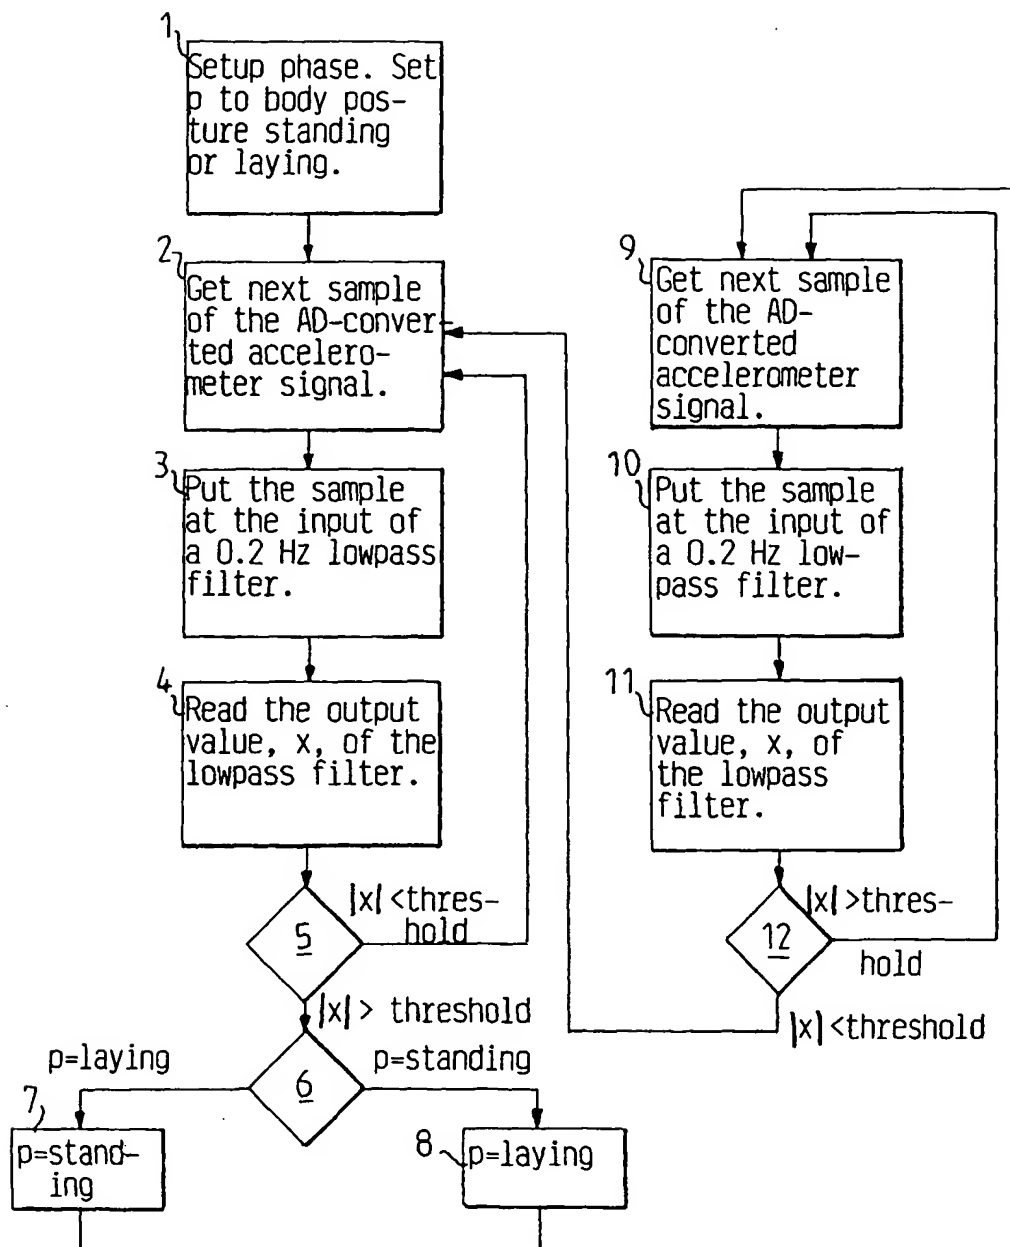 1
Setup phase. Set
p to body pos-
ture standing
or laying.
2
Get next sample
of the AD-conver-
ted accelero-
meter signal.
3
Put the sample
at the input of
a 0.2 Hz lowpass
filter.
4
Read the output
value, x, of the
lowpass filter.
5
|x| <thres-
hold
|x| > threshold
6
p=laying
p=standing
7
p=stand-
ing
8
p=laying
9
Get next sample
of the AD-
converted
accelerometer
signal.
10
Put the sample
at the input of
a 0.2 Hz low-
pass filter.
11
Read the output
value, x, of
the lowpass
filter.
12
|x| >thres-
hold
|x| <threshold